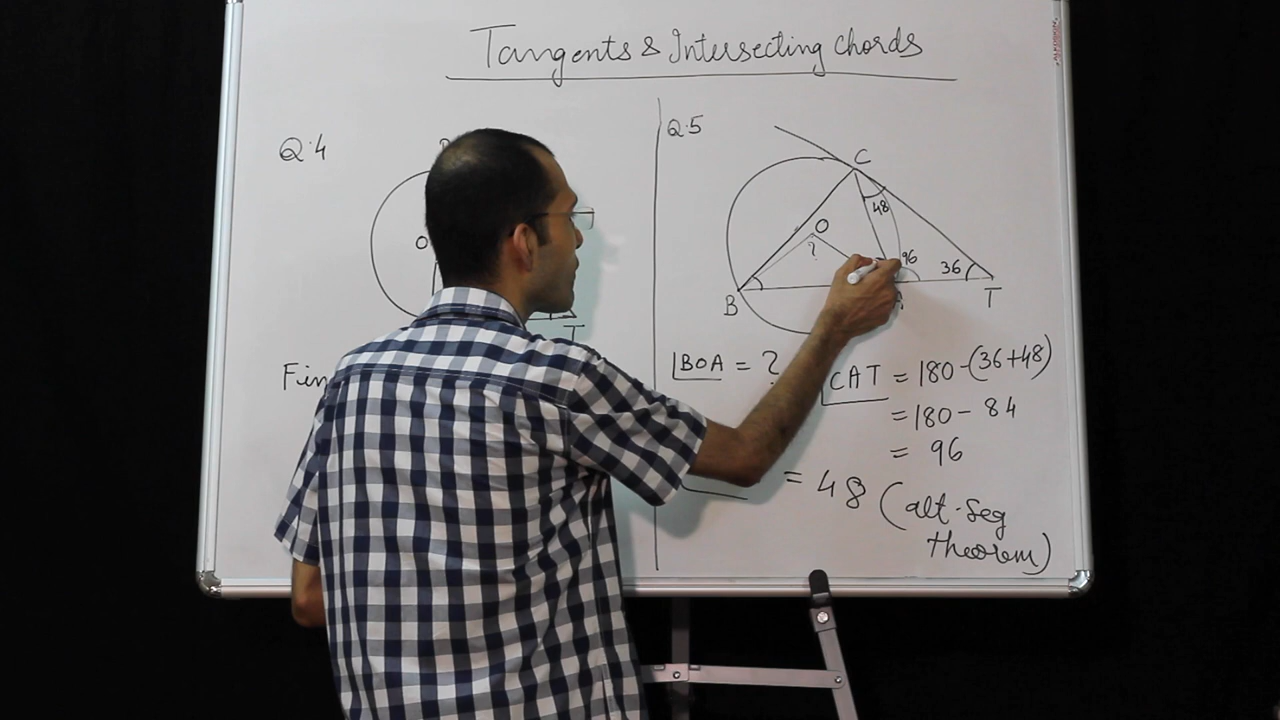 Tangents & Intersecting Chords
Q.4
O
T
Q.5
C
48
O
?
96
36
B
T
BOA = ?
CAT = 180-(36+48)
= 180 - 84
= 96
= 48 (alt. Seg
theorem)